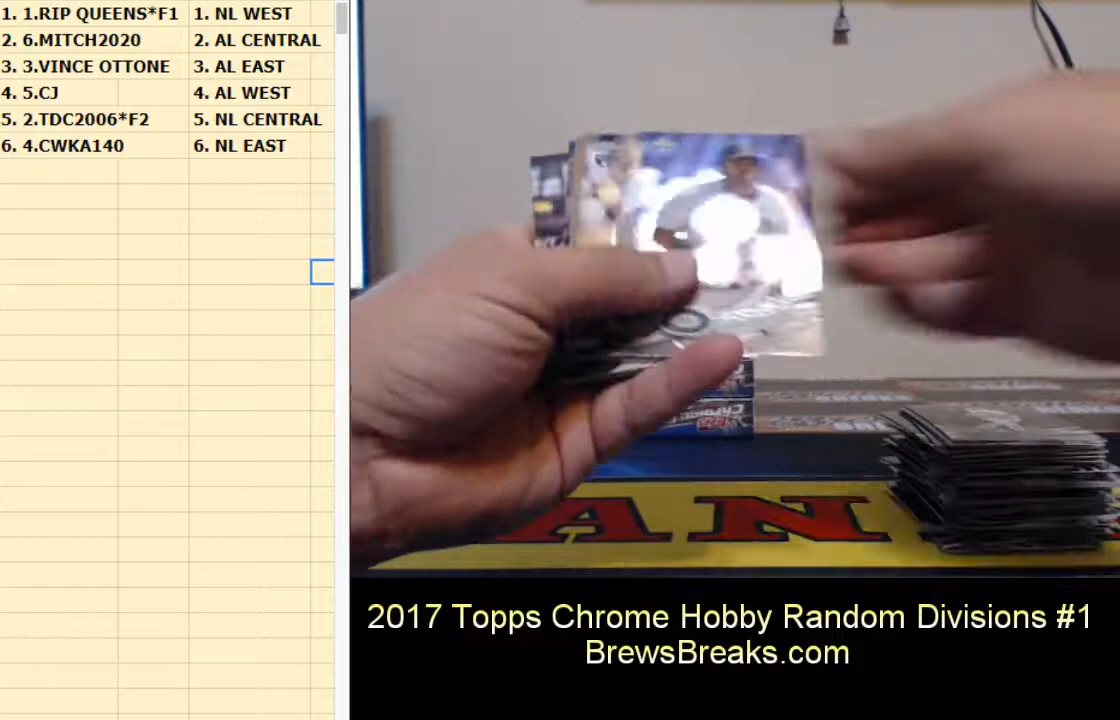 1. 1.RIP QUEENS*F1 1. NL WEST
2. 6.MITCH2020 2. AL CENTRAL
3. 3.VINCE OTTONE 3. AL EAST
4. 5.CJ 4. AL WEST
5. 2.TDC2006*F2 5. NL CENTRAL
6. 4.CWKA140 6. NL EAST
2017 Topps Chrome Hobby Random Divisions #1
BrewsBreaks.com